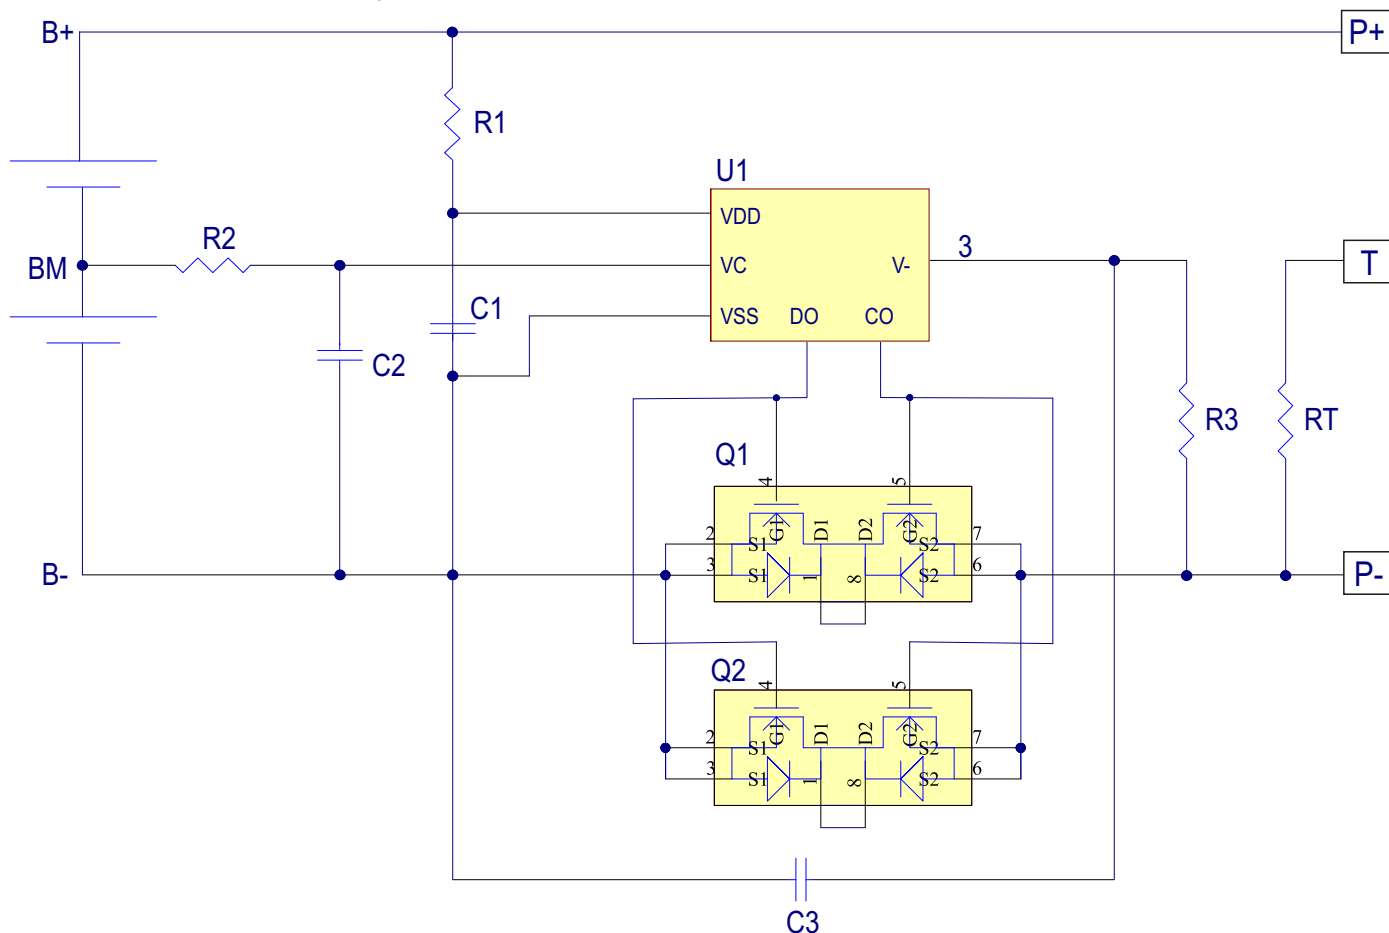 B+
P+
R1
U1
VDD
R2
BM
VC
V-
3
T
C1
VSS
DO
CO
C2
R3
RT
Q1
4
5
G1
D1
D2
G2
2
S1
S2
7
B-
3
S1
1
8
S2
6
P-
Q2
4
5
G1
D1
D2
G2
2
S1
S2
7
3
S1
1
8
S2
6
C3